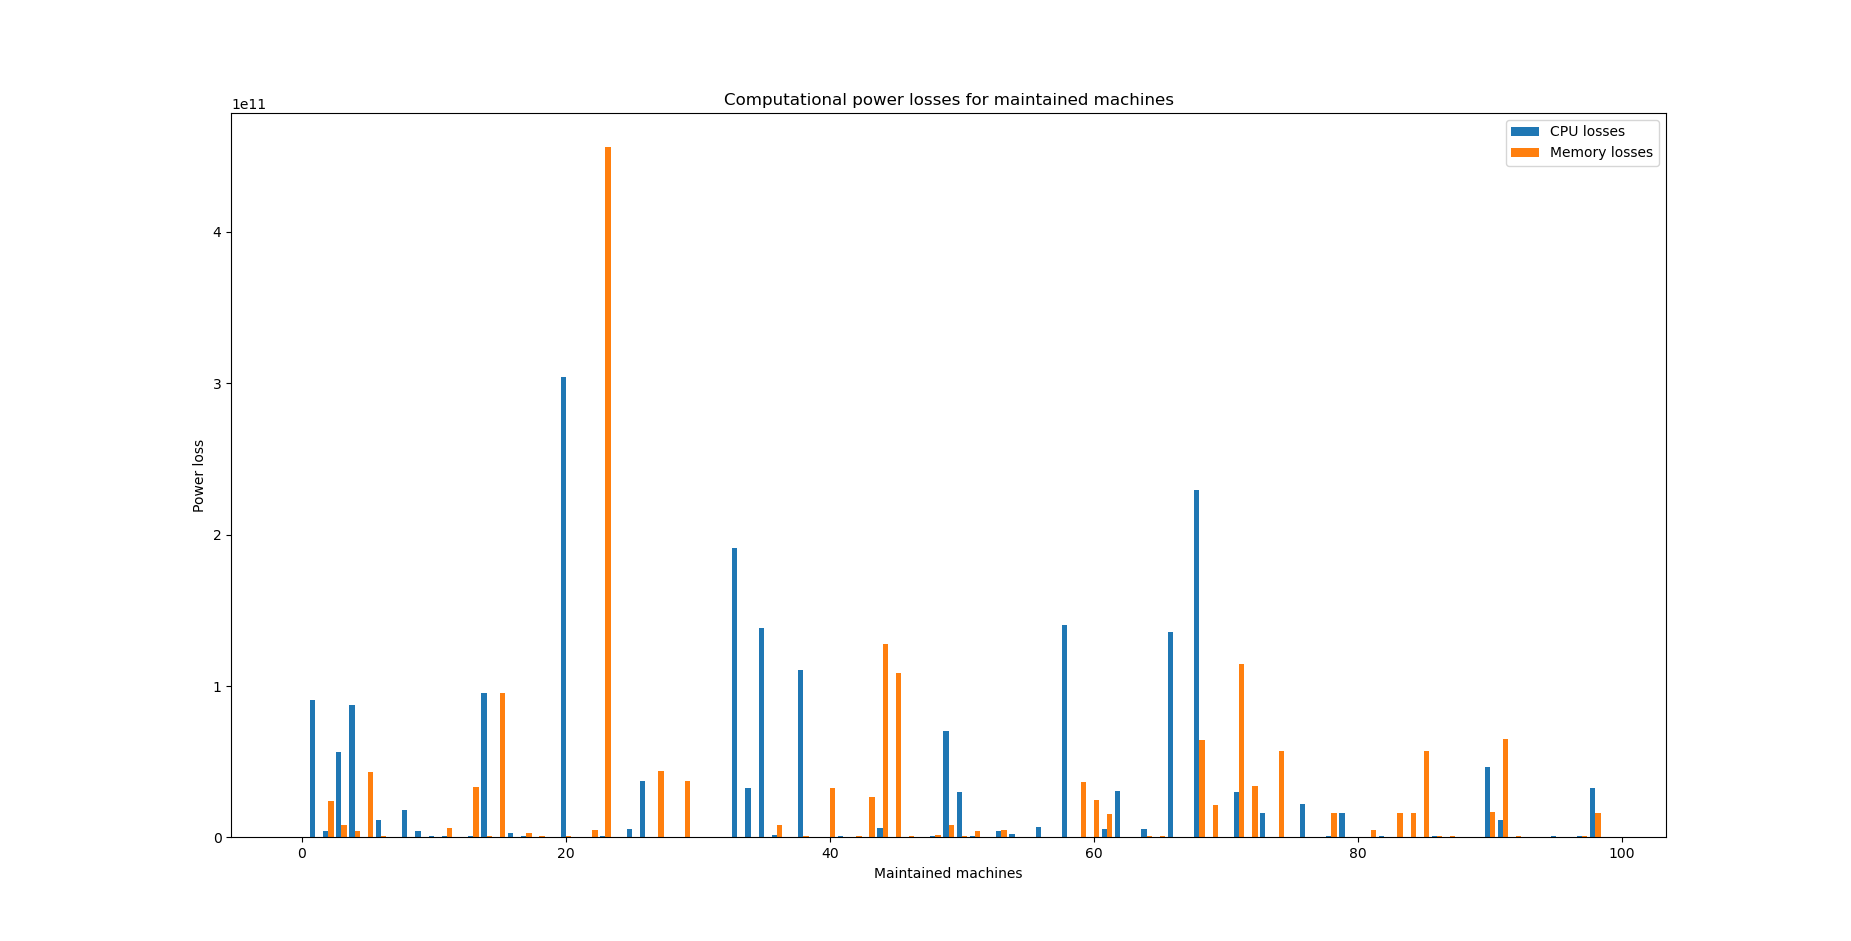 Computational power losses for maintained machines
1e11
CPU losses
Memory losses
4
3
2
1
0
Power loss
0 20 40 60 80 100
Maintained machines